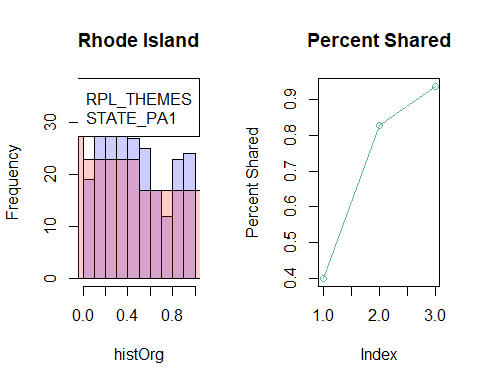 Rhode Island
RPL_THEMES
STATE_PA1
Frequency
0
10
20
30
0.0
0.4
0.8
histOrg
Percent Shared
Percent Shared
0.4
0.5
0.6
0.7
0.8
0.9
1.0
2.0
3.0
Index